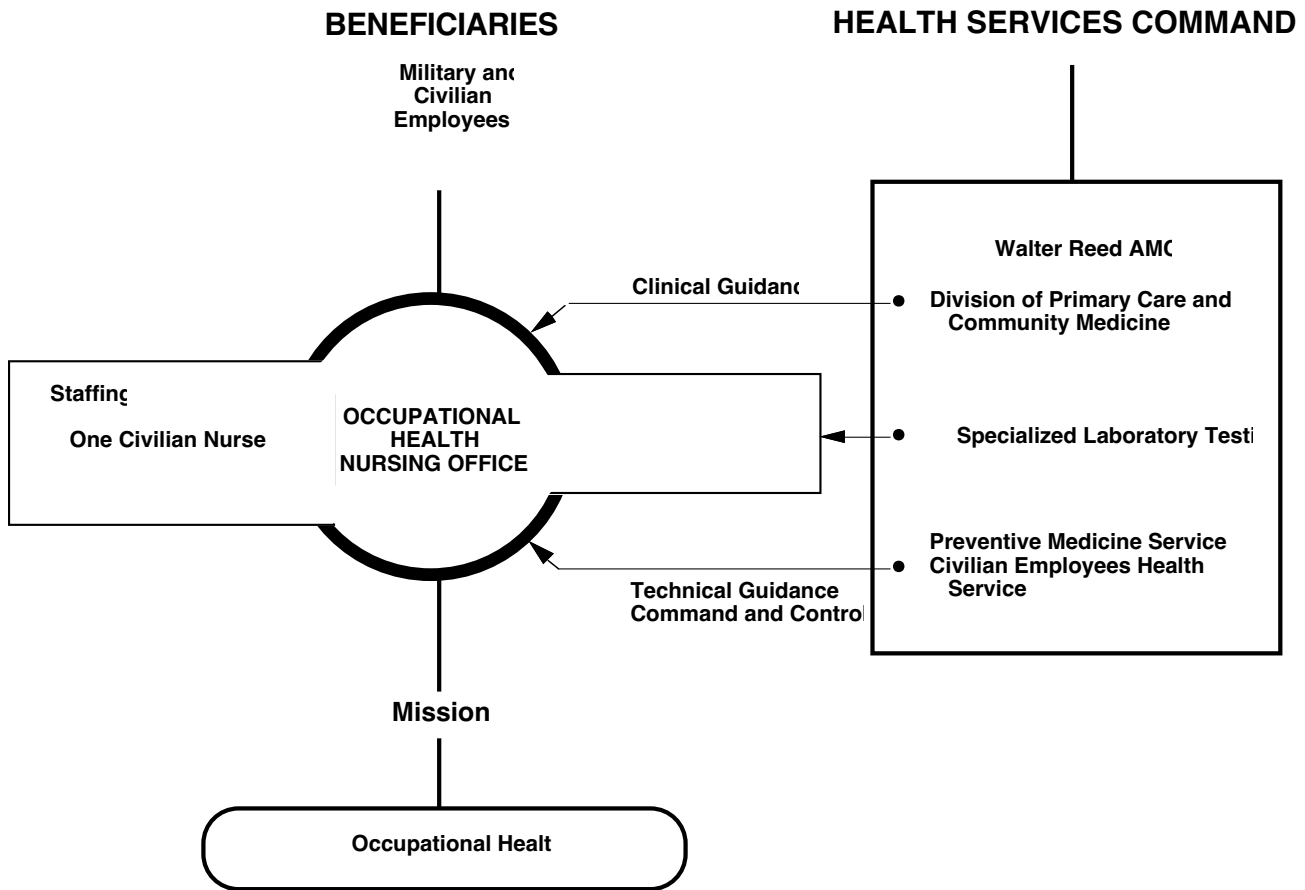 BENEFICIARIES
Military and
Civilian
Employees
HEALTH SERVICES COMMAND
Walter Reed AMC
Clinical Guidanc
Division of Primary Care and
Community Medicine
Staffing
One Civilian Nurse
OCCUPATIONAL
HEALTH
NURSING OFFICE
Specialized Laboratory Testi
Preventive Medicine Service
Civilian Employees Health
Service
Technical Guidance
Command and Control
Mission
Occupational Healt